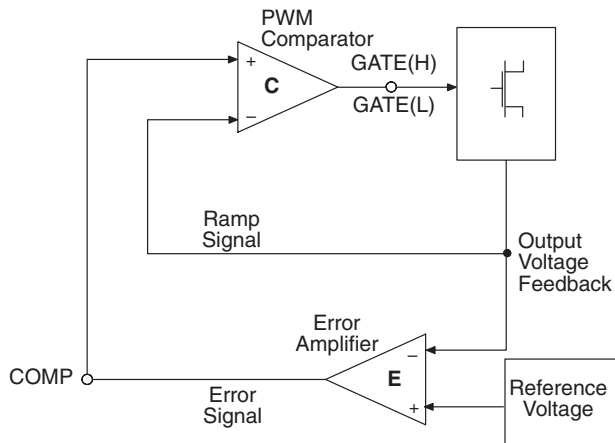 PWM
Comparator
+
C
−
GATE(H)
GATE(L)
Ramp
Signal
Output
Voltage
Feedback
Error
Amplifier
−
E
+
COMP
Error
Signal
Reference
Voltage